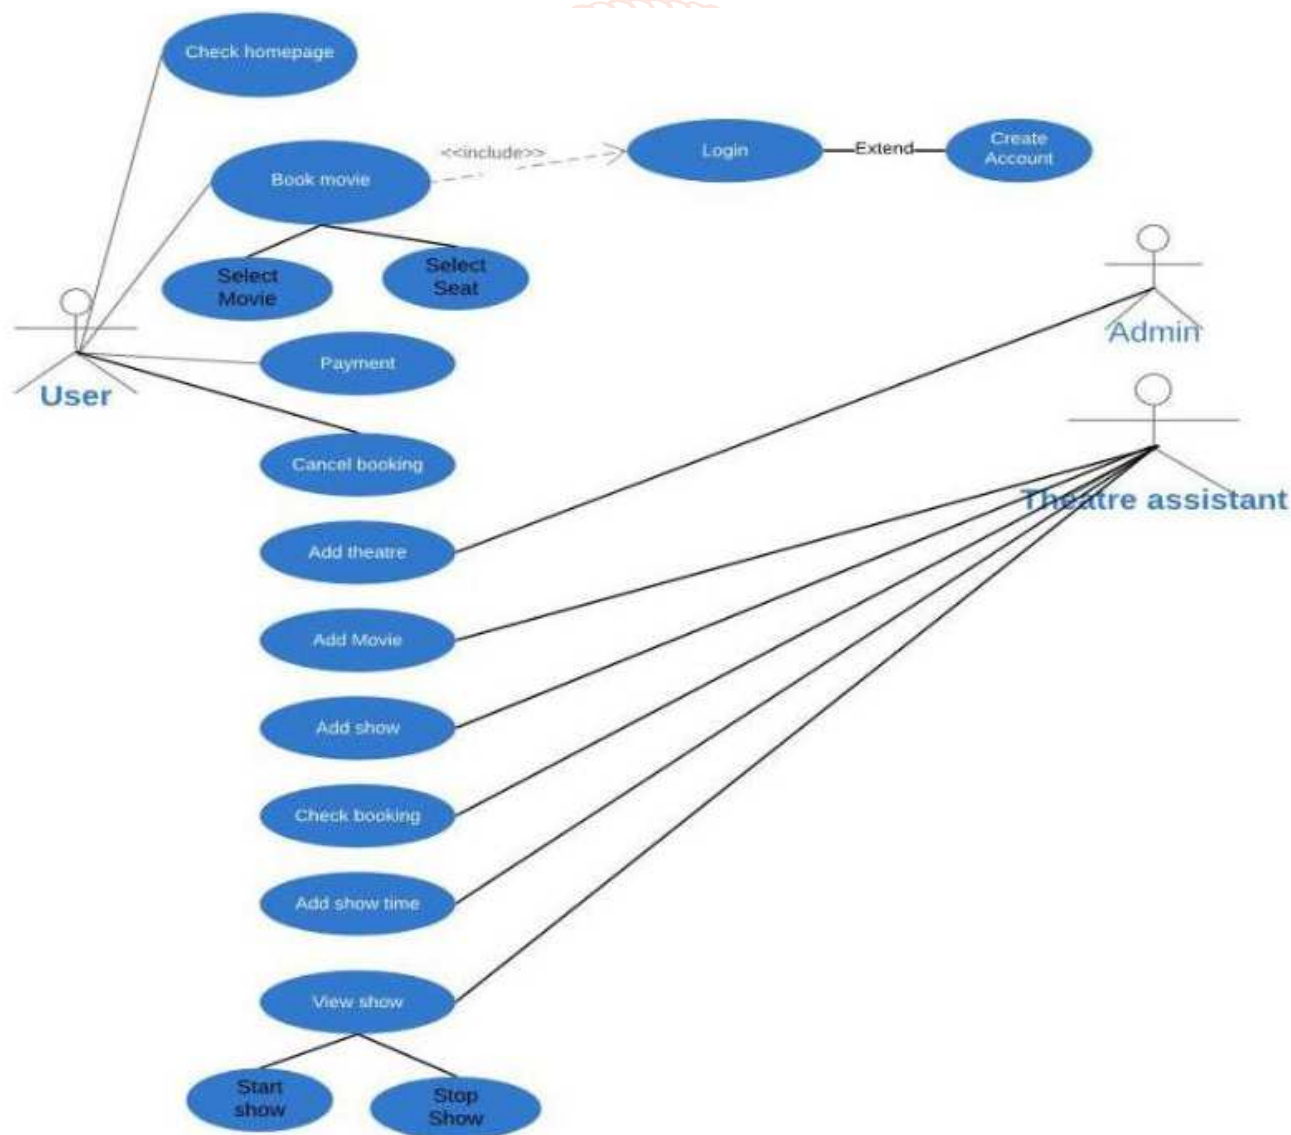 Check homepage
Book movie
<<include>>
Login
Extend
Create
Account
Select
Movie
Select
Seat
User
Admin
Payment
Theatre assistant
Cancel booking
Add theatre
Add Movie
Add show
Check booking
Add show time
View show
Start
show
Stop
Show